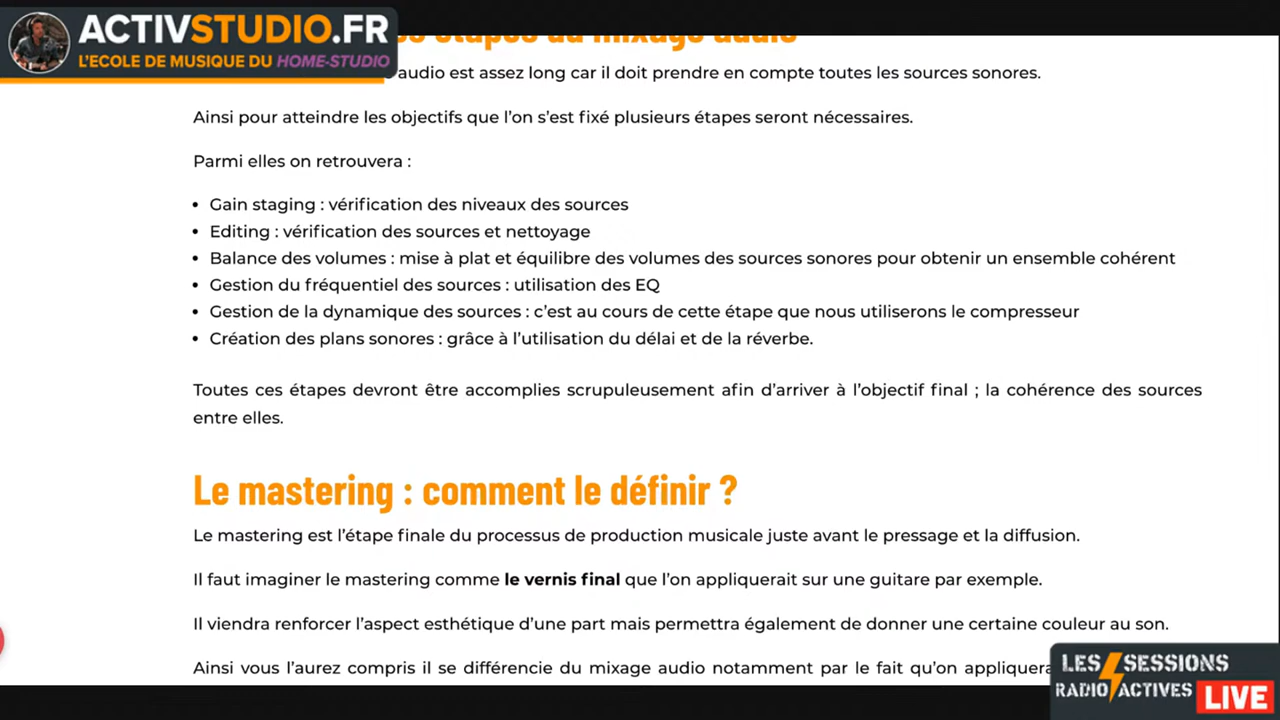 ACTIVSTUDIO.FR
L'ECOLE DE MUSIQUE DU HOME-STUDIO
étapes du mixage audio
audio est assez long car il doit prendre en compte toutes les sources sonores.
Ainsi pour atteindre les objectifs que l'on s'est fixé plusieurs étapes seront nécessaires.
Parmi elles on retrouvera :
• Gain staging : vérification des niveaux des sources
• Editing : vérification des sources et nettoyage
• Balance des volumes : mise à plat et équilibre des volumes des sources sonores pour obtenir un ensemble cohérent
• Gestion du fréquentiel des sources : utilisation des EQ
• Gestion de la dynamique des sources : c'est au cours de cette étape que nous utiliserons le compresseur
• Création des plans sonores : grâce à l'utilisation du délai et de la réverbe.
Toutes ces étapes devront être accomplies scrupuleusement afin d'arriver à l'objectif final ; la cohérence des sources
entre elles.
Le mastering : comment le définir ?
Le mastering est l'étape finale du processus de production musicale juste avant le pressage et la diffusion.
Il faut imaginer le mastering comme le vernis final que l'on appliquerait sur une guitare par exemple.
Il viendra renforcer l'aspect esthétique d'une part mais permettra également de donner une certaine couleur au son.
Ainsi vous l'aurez compris il se différencie du mixage audio notamment par le fait qu'on appliquera
LES SESSIONS
RADIO ACTIVES LIVE